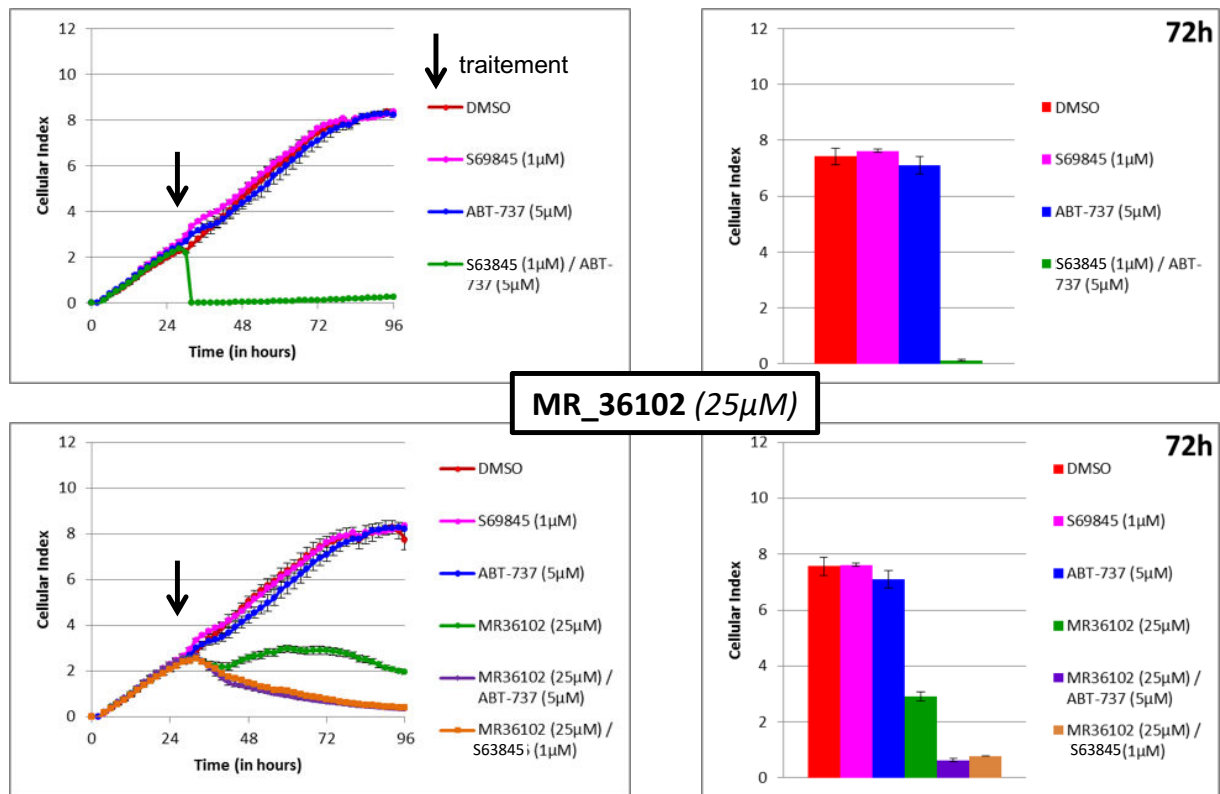 12
10
8
6
4
2
0
Cellular Index
0 24 48 72 96
Time (in hours)
traitement
DMSO
S69845 (1µM)
ABT-737 (5µM)
S63845 (1µM) / ABT-
737 (5µM)
72h
12
10
8
6
4
2
0
Cellular Index
DMSO
S69845 (1µM)
ABT-737 (5µM)
S63845 (1µM) / ABT-
737 (5µM)
MR_36102 (25µM)
12
10
8
6
4
2
0
Cellular Index
0 24 48 72 96
Time (in hours)
DMSO
S69845 (1µM)
ABT-737 (5µM)
MR36102 (25µM)
MR36102 (25µM) /
ABT-737 (5µM)
MR36102 (25µM) /
S63845 (1µM)
72h
12
10
8
6
4
2
0
Cellular Index
DMSO
S69845 (1µM)
ABT-737 (5µM)
MR36102 (25µM)
MR36102 (25µM) /
ABT-737 (5µM)
MR36102 (25µM) /
S63845 (1µM)